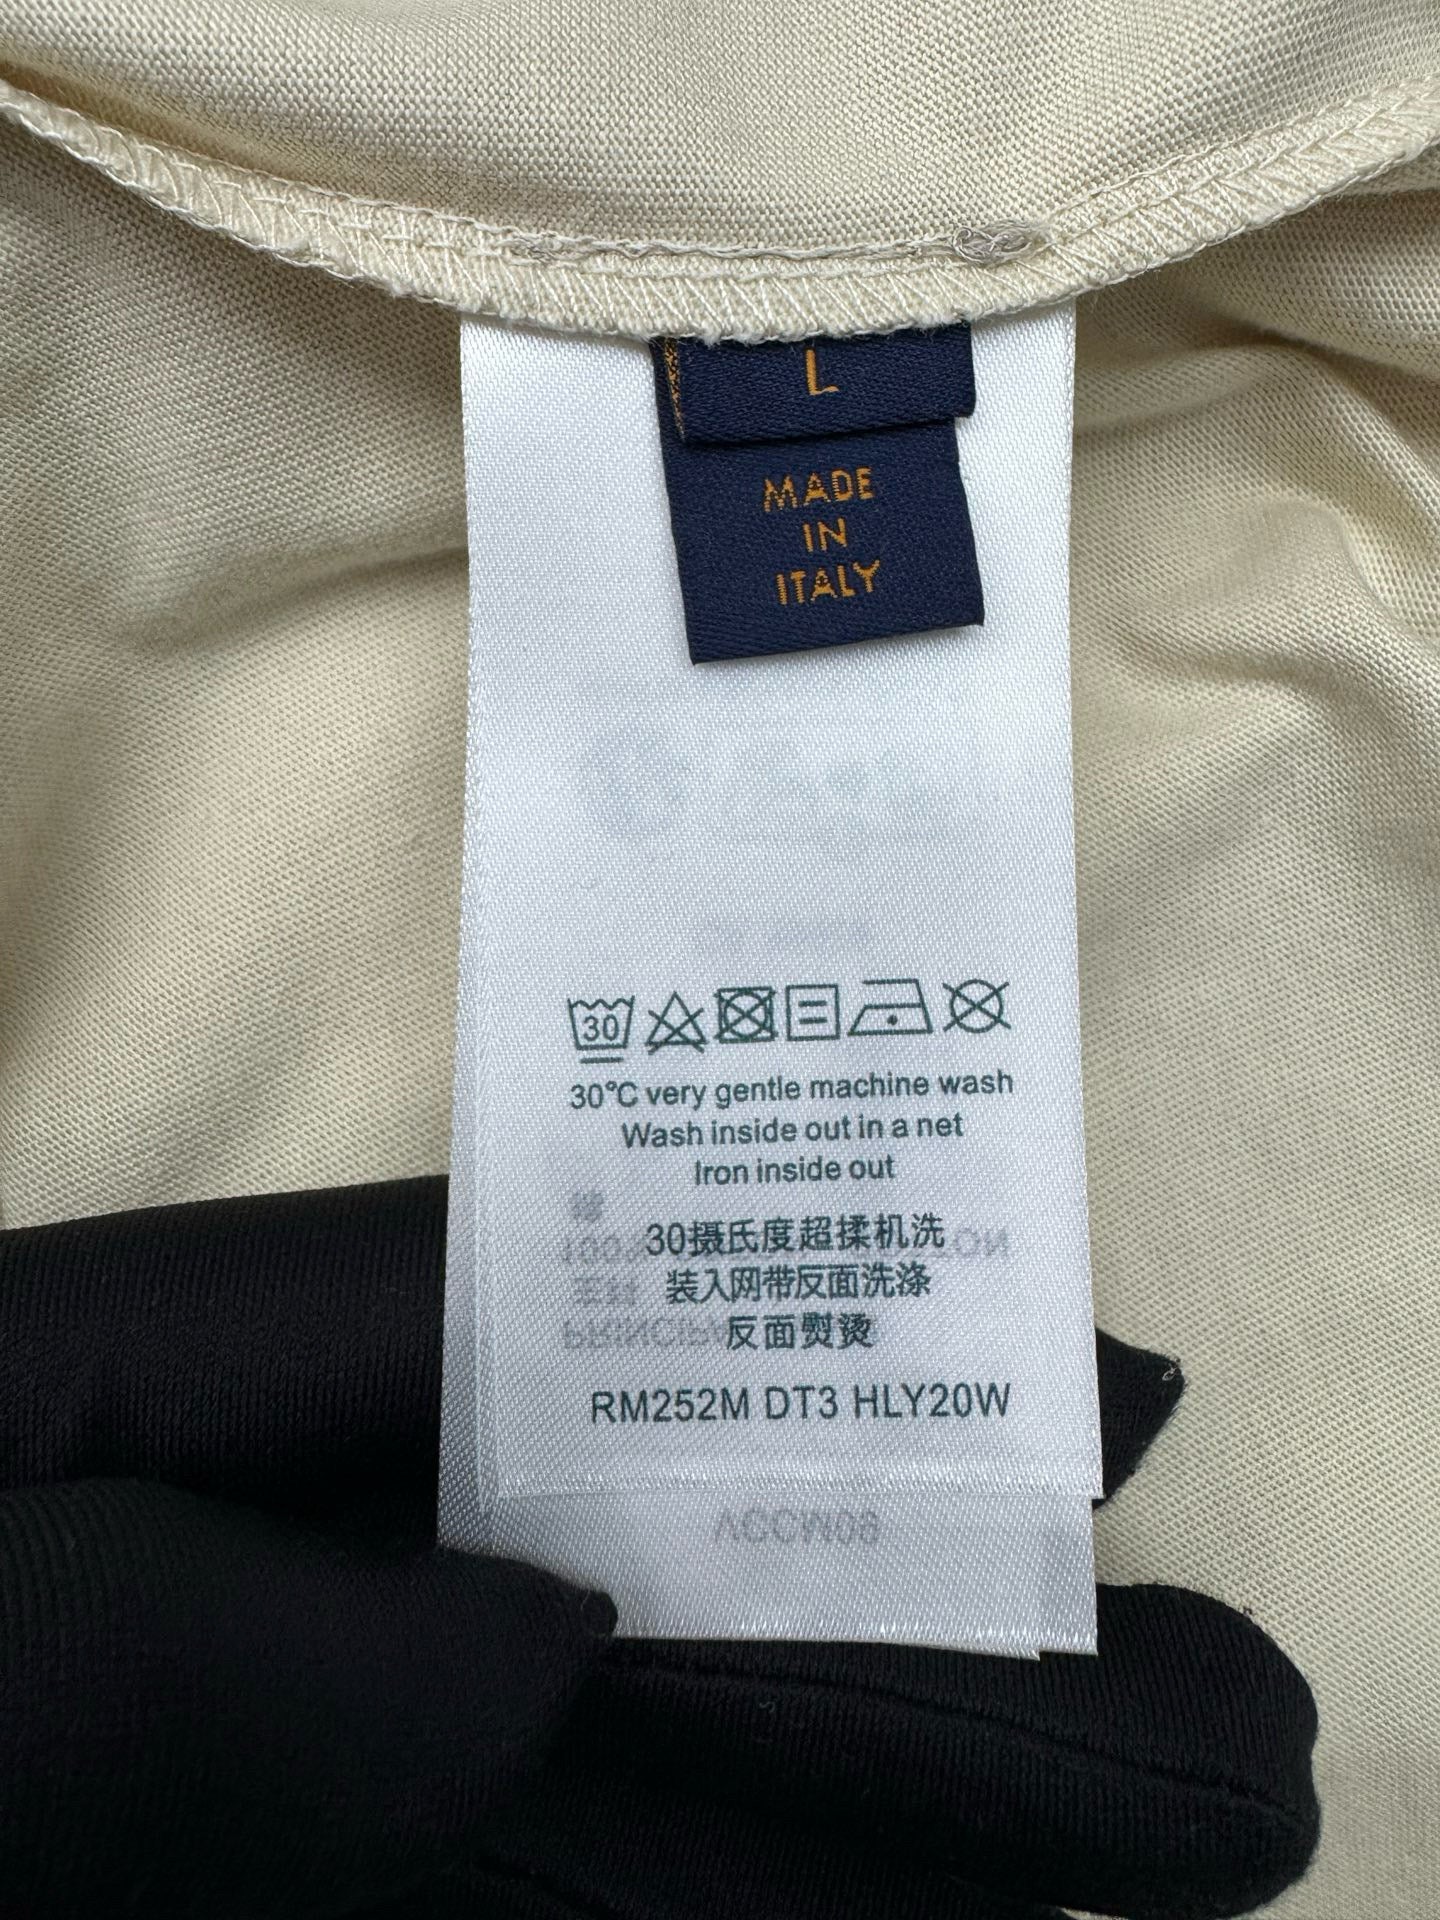 L
MADE
IN
ITALY
30
30°C very gentle machine wash
Wash inside out in a net
Iron inside out
30摄氏度超揉机洗
装入网带反面洗涤
反面熨烫
RM252M DT3 HLY20W
VCCM09